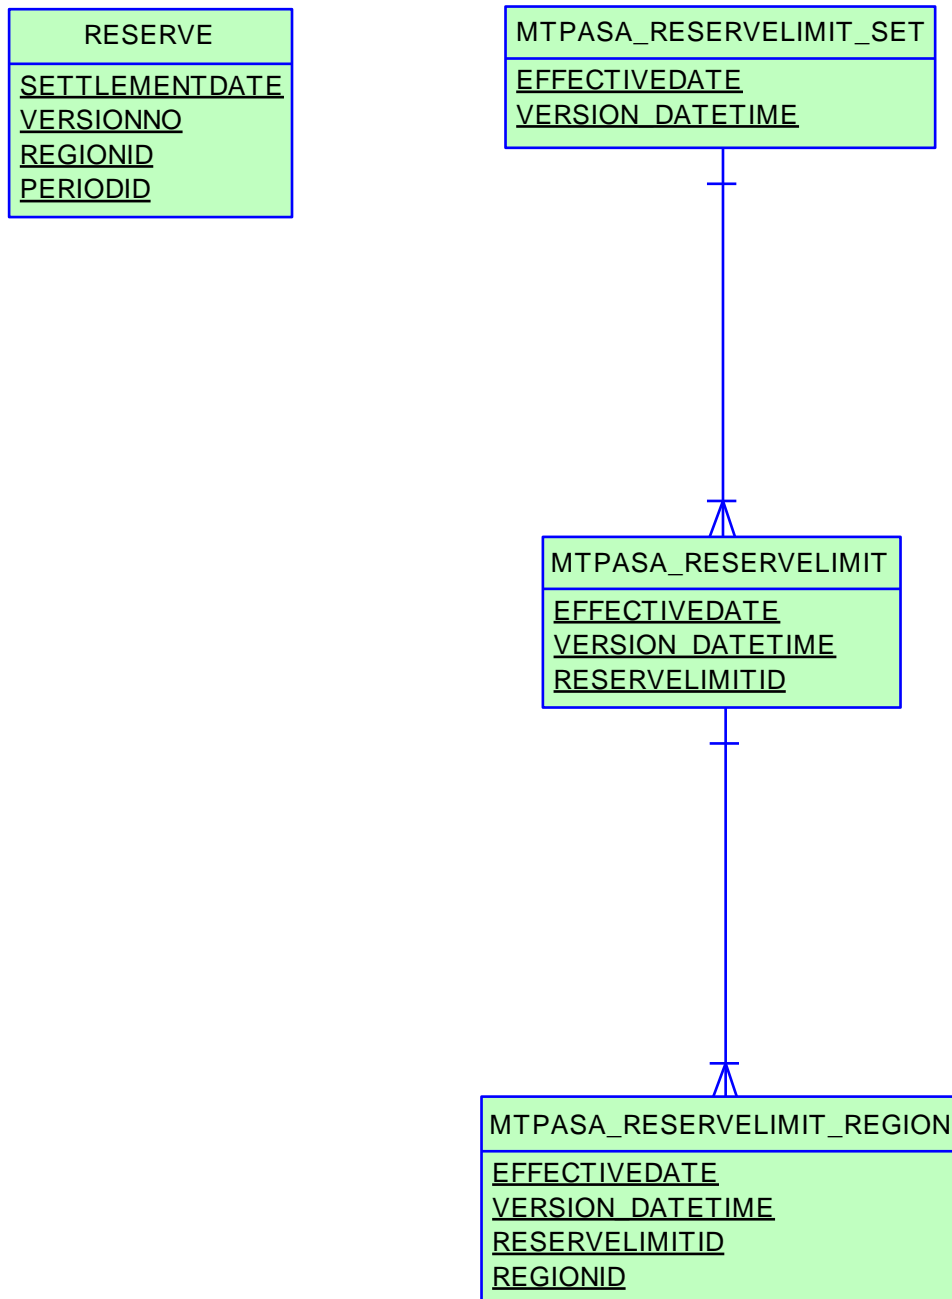 RESERVE
SETTLEMENTDATE
VERSIONNO
REGIONID
PERIODID
MTPASA_RESERVELIMIT_SET
EFFECTIVEDATE
VERSION_DATETIME
MTPASA_RESERVELIMIT
EFFECTIVEDATE
VERSION_DATETIME
RESERVELIMITID
MTPASA_RESERVELIMIT_REGION
EFFECTIVEDATE
VERSION_DATETIME
RESERVELIMITID
REGIONID